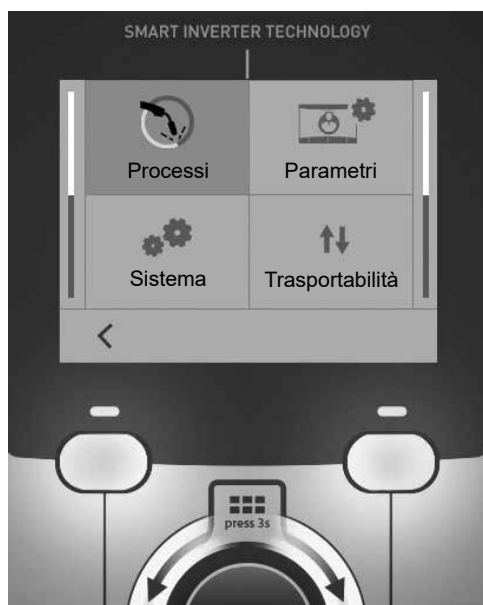 SMART INVERTER TECHNOLOGY
Processi
Parametri
Sistema
Trasportabilità
press 3s